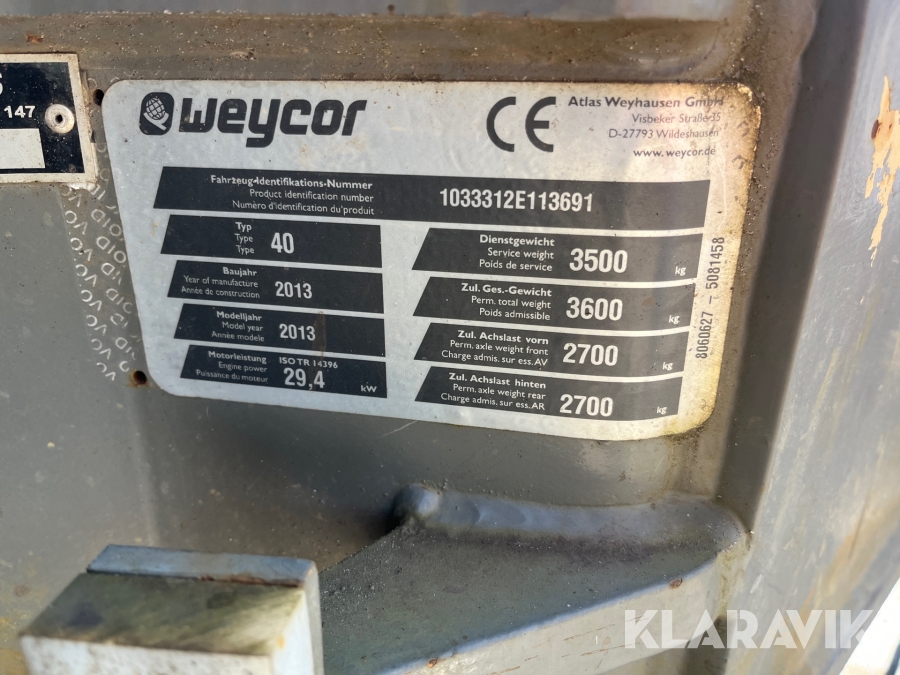 147
weycor
CE
Atlas Weyhausen GmbH
Visbeker Straße 35
D-27793 Wildeshausen
www.weycor.de
Fahrzeug-Identifikations-Nummer
Product identification number
Numéro d'identification du produit
1033312E113691
Typ
Type
Type
40
Baujahr
Year of manufacture
Année de construction
2013
Modelljahr
Model year
Année modele
2013
Motorleistung ISO TR 14396
Engine power
Puissance du moteur
29,4 kW
Dienstgewicht
Service weight
Poids de service
3500 kg
Zul. Ges.-Gewicht
Perm. total weight
Poids admissible
3600 kg
Zul. Achslast vorn
Perm. axle weight front
Charge admis. sur ess. AV
2700 kg
Zul. Achslast hinten
Perm. axle weight rear
Charge admis. sur ess. AR
2700 kg
8060627 - 5081458
VOID VOID VOID
KLARAVIK